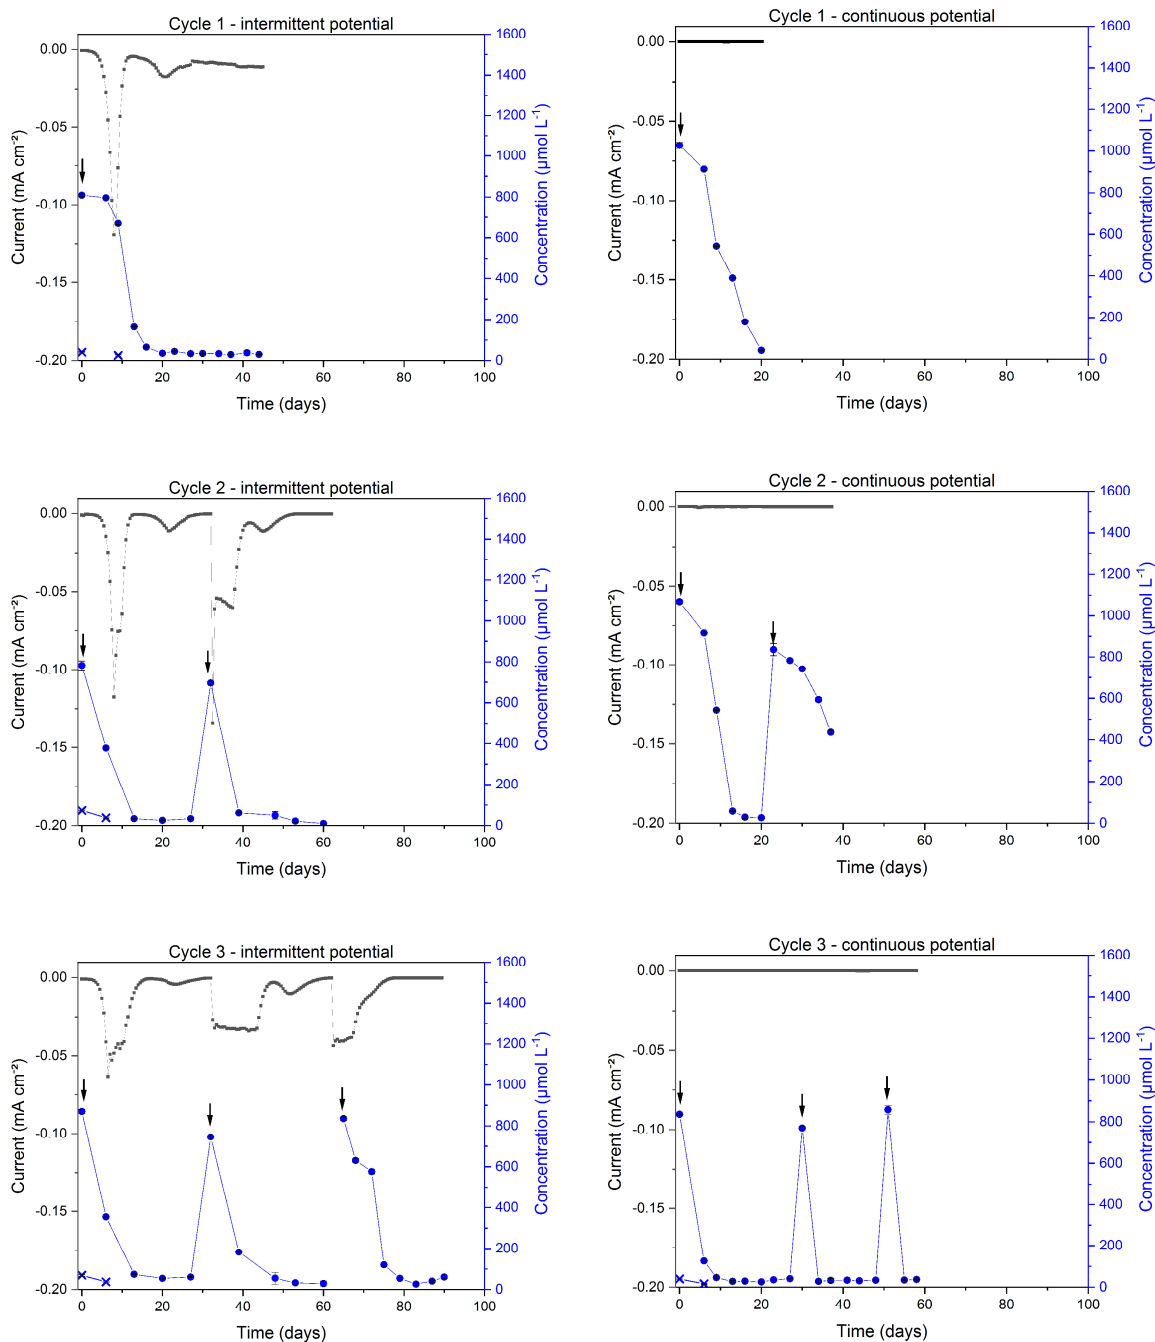 Cycle 1 - intermittent potential
0.00
-0.05
-0.10
-0.15
-0.20
Current (mA cm⁻²)
1600
1400
1200
1000
800
600
400
200
0
Concentration (µmol L⁻¹)
0 20 40 60 80 100
Time (days)
Cycle 1 - continuous potential
0.00
-0.05
-0.10
-0.15
-0.20
Current (mA cm⁻²)
1600
1400
1200
1000
800
600
400
200
0
Concentration (µmol L⁻¹)
0 20 40 60 80 100
Time (days)
Cycle 2 - intermittent potential
0.00
-0.05
-0.10
-0.15
-0.20
Current (mA cm⁻²)
1600
1400
1200
1000
800
600
400
200
0
Concentration (µmol L⁻¹)
0 20 40 60 80 100
Time (days)
Cycle 2 - continuous potential
0.00
-0.05
-0.10
-0.15
-0.20
Current (mA cm⁻²)
1600
1400
1200
1000
800
600
400
200
0
Concentration (µmol L⁻¹)
0 20 40 60 80 100
Time (days)
Cycle 3 - intermittent potential
0.00
-0.05
-0.10
-0.15
-0.20
Current (mA cm⁻²)
1600
1400
1200
1000
800
600
400
200
0
Concentration (µmol L⁻¹)
0 20 40 60 80 100
Time (days)
Cycle 3 - continuous potential
0.00
-0.05
-0.10
-0.15
-0.20
Current (mA cm⁻²)
1600
1400
1200
1000
800
600
400
200
0
Concentration (µmol L⁻¹)
0 20 40 60 80 100
Time (days)